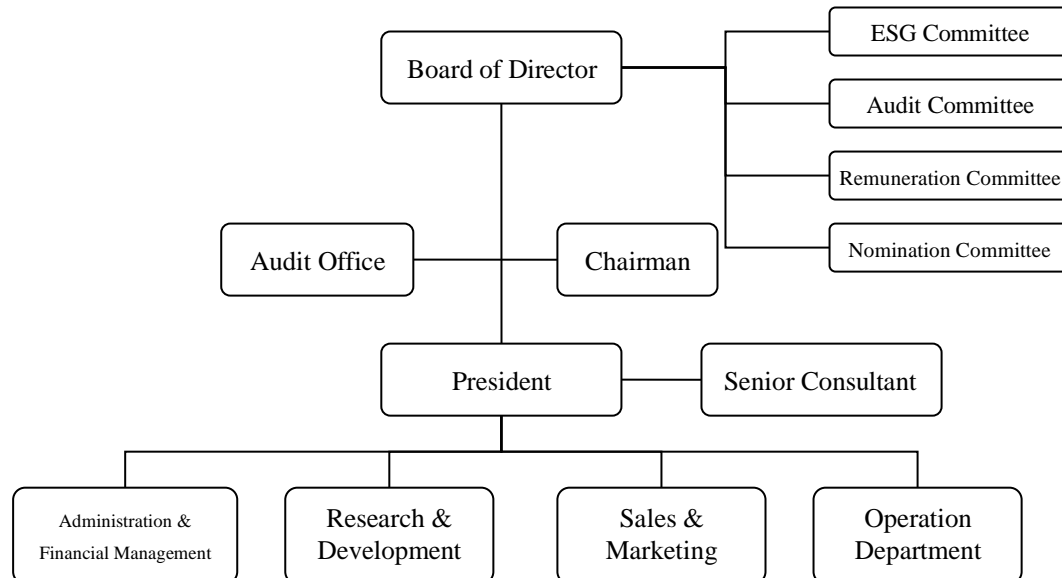 ESG Committee
Board of Director
Audit Committee
Remuneration Committee
Nomination Committee
Audit Office
Chairman
President
Senior Consultant
Administration &
Financial Management
Research &
Development
Sales &
Marketing
Operation
Department